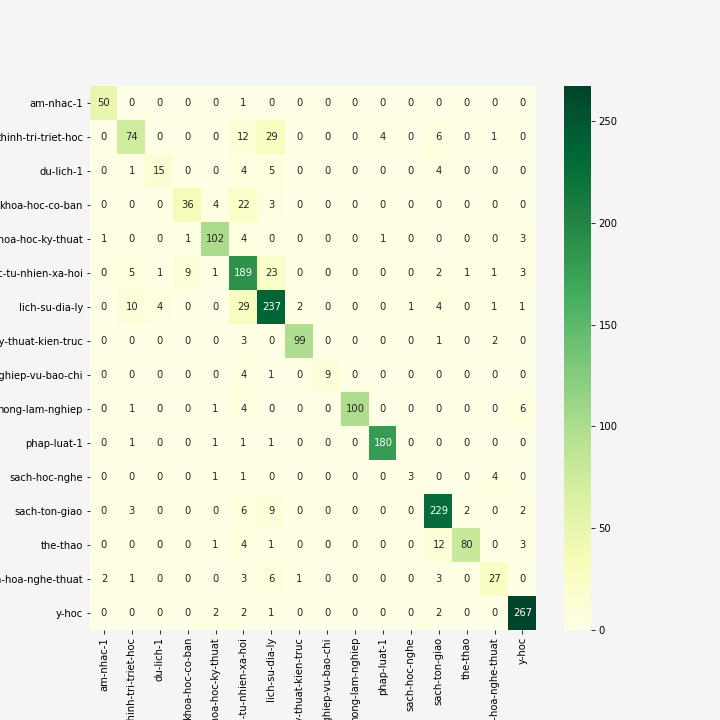 am-nhac-1 50 0 0 0 0 1 0 0 0 0 0 0 0 0 0 0
hinh-tri-triet-hoc 0 74 0 0 0 12 29 0 0 0 4 0 6 0 1 0
du-lich-1 0 1 15 0 0 4 5 0 0 0 0 0 4 0 0 0
khoa-hoc-co-ban 0 0 0 36 4 22 3 0 0 0 0 0 0 0 0 0
oa-hoc-ky-thuat 1 0 0 1 102 4 0 0 0 0 1 0 0 0 0 3
c-tu-nhien-xa-hoi 0 5 1 9 1 189 23 0 0 0 0 0 2 1 1 3
lich-su-dia-ly 0 10 4 0 0 29 237 2 0 0 0 1 4 0 1 1
y-thuat-kien-truc 0 0 0 0 0 3 0 99 0 0 0 0 1 0 2 0
ghiep-vu-bao-chi 0 0 0 0 0 4 1 0 9 0 0 0 0 0 0 0
nong-lam-nghiep 0 1 0 0 1 4 0 0 0 100 0 0 0 0 0 6
phap-luat-1 0 1 0 0 1 1 1 0 0 0 180 0 0 0 0 0
sach-hoc-nghe 0 0 0 0 1 1 0 0 0 0 0 3 0 0 4 0
sach-ton-giao 0 3 0 0 0 6 9 0 0 0 0 0 229 2 0 2
the-thao 0 0 0 0 1 4 1 0 0 0 0 0 12 80 0 3
-hoa-nghe-thuat 2 1 0 0 0 3 6 1 0 0 0 0 3 0 27 0
y-hoc 0 0 0 0 2 2 1 0 0 0 0 0 2 0 0 267
am-nhac-1
hinh-tri-triet-hoc
du-lich-1
khoa-hoc-co-ban
hoa-hoc-ky-thuat
-tu-nhien-xa-hoi
lich-su-dia-ly
y-thuat-kien-truc
ghiep-vu-bao-chi
nong-lam-nghiep
phap-luat-1
sach-hoc-nghe
sach-ton-giao
the-thao
-hoa-nghe-thuat
y-hoc
250
200
150
100
50
0